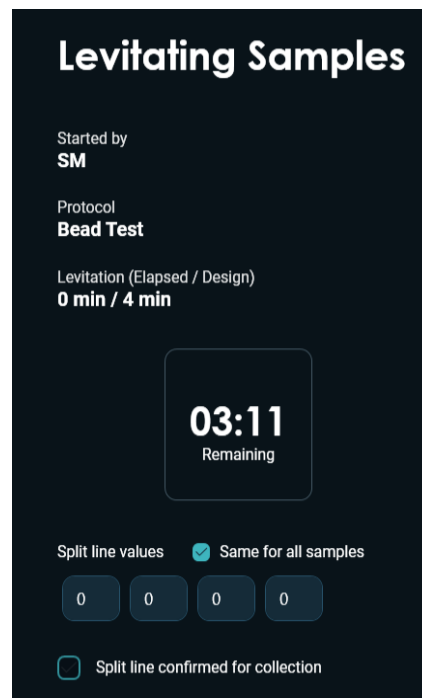 Levitating Samples
Started by
SM
Protocol
Bead Test
Levitation (Elapsed / Design)
0 min / 4 min
03:11
Remaining
Split line values Same for all samples
0 0 0 0
Split line confirmed for collection